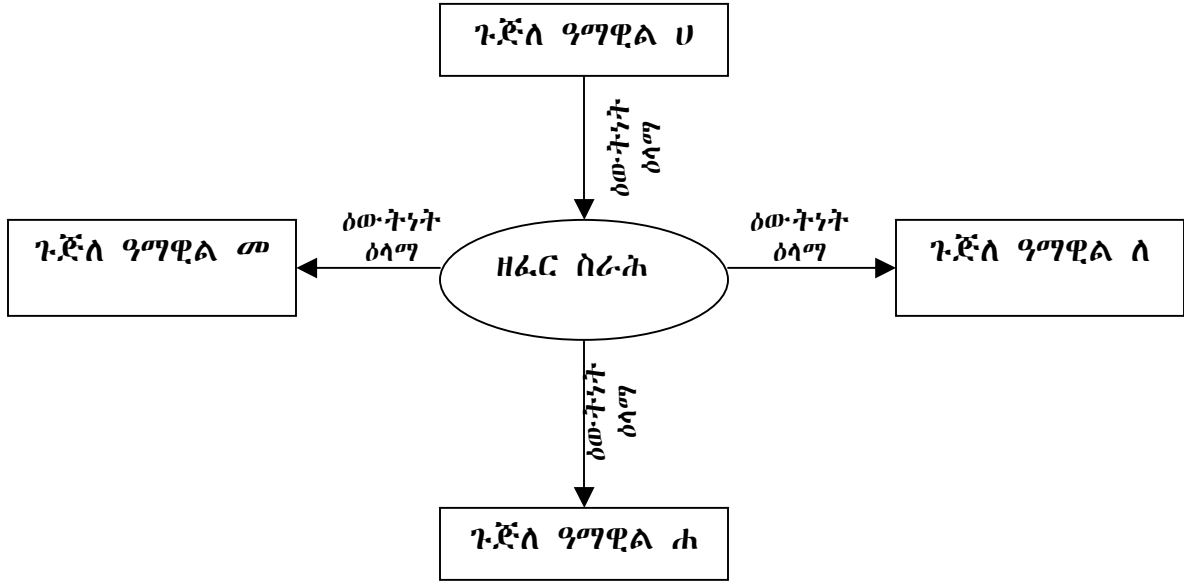 ጉጅለ ዓማዊል ሀ
ዕውትነት
ዕላማ
ዕውትነት
ዕላማ
ዕውትነት
ዕላማ
ጉጅለ ዓማዊል መ
ዘፈር ስራሕ
ጉጅለ ዓማዊል ለ
ዕውትነት
ዕላማ
ጉጅለ ዓማዊል ሐ